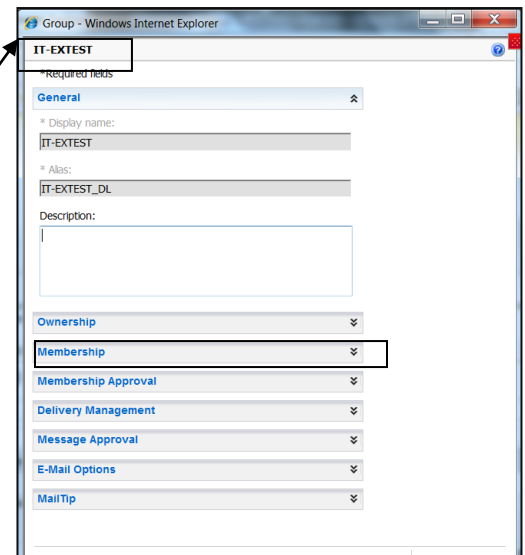 Group - Windows Internet Explorer
IT-EXTEST
*Required fields
General
* Display name:
IT-EXTEST
* Alias:
IT-EXTEST_DL
Description:
Ownership
Membership
Membership Approval
Delivery Management
Message Approval
E-Mail Options
MailTip